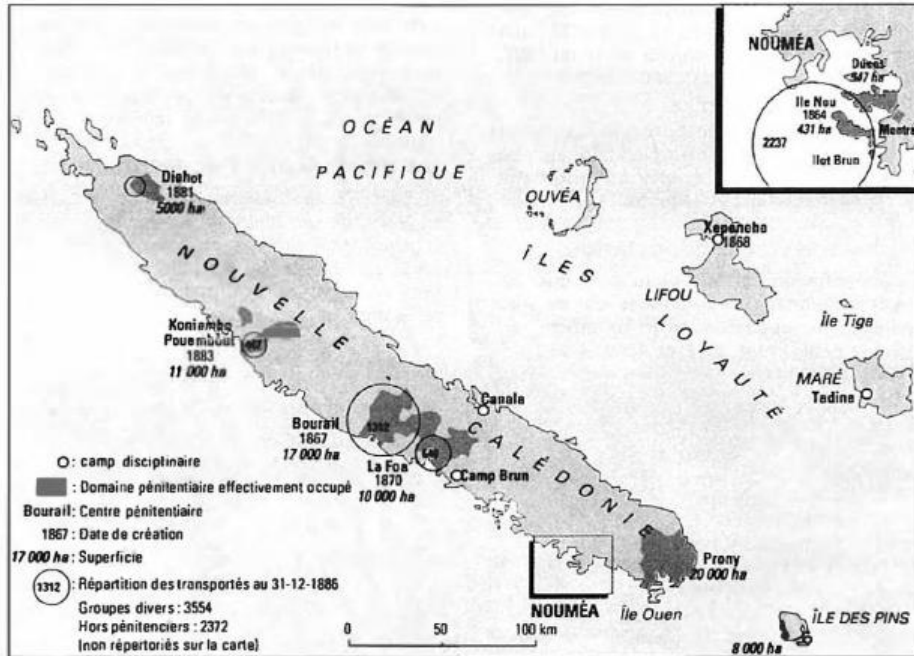 NOUMÉA
Ducos
547 ha
Ile Nou
1864
431 ha
2237
Ilot Brun
OCÉAN
PACIFIQUE
Diahot
1881
5000 ha
OUVÉA
ÎLES
LOYAUTÉ
1868
LIFOU
Île Tiga
MARÉ
Tadine
NOUVELLE
CALÉDONIE
Koniambo
Pouembout
1883
11 000 ha
Canala
Bourail
1867
17 000 ha
1312
La Foa
1870
10 000 ha
Camp Brun
Prony
20 000 ha
NOUMÉA
Île Ouen
ÎLE DES PINS
8 000 ha
: camp disciplinaire
: Domaine pénitentiaire effectivement occupé
Bourail : Centre pénitentiaire
1867 : Date de création
17 000 ha : Superficie
1312 : Répartition des transportés au 31-12-1886
Groupes divers : 3554
Hors pénitenciers : 2372
(non répertoriés sur la carte)
0 50 100 km